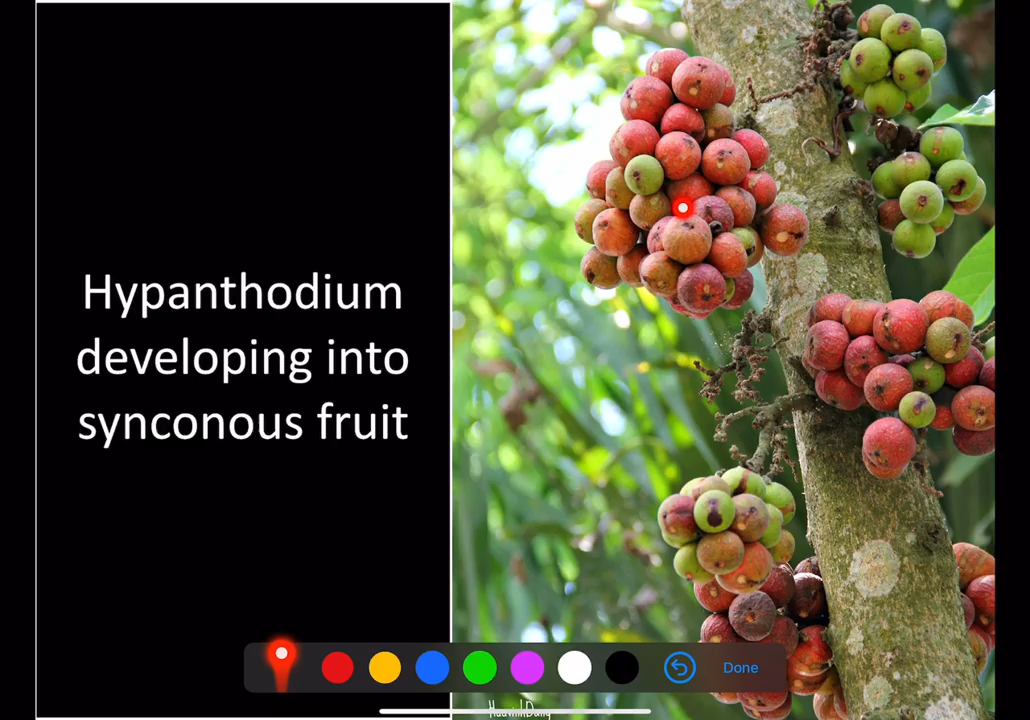 Hypanthodium
developing into
synconous fruit
Done